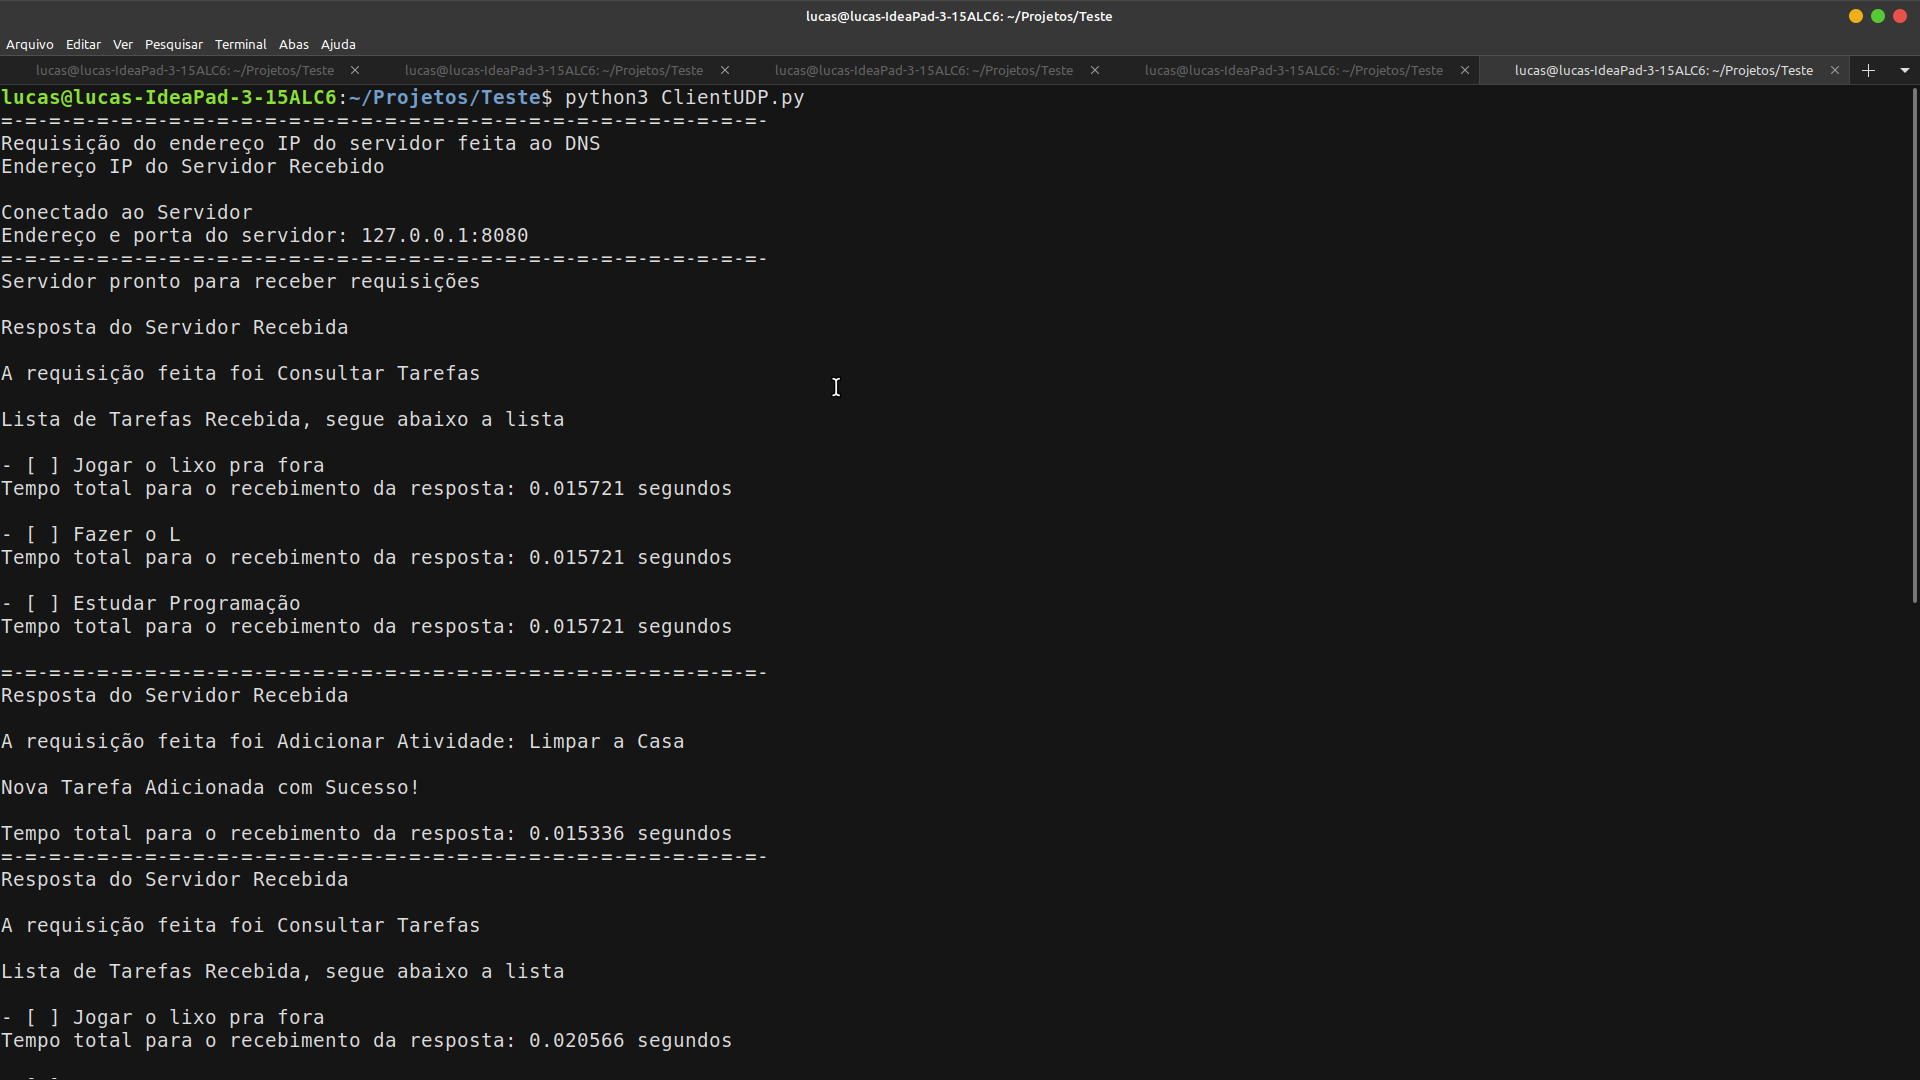 lucas@lucas-IdeaPad-3-15ALC6: ~/Projetos/Teste
Arquivo Editar Ver Pesquisar Terminal Abas Ajuda
lucas@lucas-IdeaPad-3-15ALC6: ~/Projetos/Teste × lucas@lucas-IdeaPad-3-15ALC6: ~/Projetos/Teste × lucas@lucas-IdeaPad-3-15ALC6: ~/Projetos/Teste × lucas@lucas-IdeaPad-3-15ALC6: ~/Projetos/Teste × lucas@lucas-IdeaPad-3-15ALC6: ~/Projetos/Teste ×
lucas@lucas-IdeaPad-3-15ALC6:~/Projetos/Teste$ python3 ClientUDP.py
=-=-=-=-=-=-=-=-=-=-=-=-=-=-=-=-=-=-=-=-=-=-=-=-=-=-=-=-=-=-=-=-
Requisição do endereço IP do servidor feita ao DNS
Endereço IP do Servidor Recebido
Conectado ao Servidor
Endereço e porta do servidor: 127.0.0.1:8080
=-=-=-=-=-=-=-=-=-=-=-=-=-=-=-=-=-=-=-=-=-=-=-=-=-=-=-=-=-=-=-=-
Servidor pronto para receber requisições
Resposta do Servidor Recebida
A requisição feita foi Consultar Tarefas
Lista de Tarefas Recebida, segue abaixo a lista
- [ ] Jogar o lixo pra fora
Tempo total para o recebimento da resposta: 0.015721 segundos
- [ ] Fazer o L
Tempo total para o recebimento da resposta: 0.015721 segundos
- [ ] Estudar Programação
Tempo total para o recebimento da resposta: 0.015721 segundos
=-=-=-=-=-=-=-=-=-=-=-=-=-=-=-=-=-=-=-=-=-=-=-=-=-=-=-=-=-=-=-=-
Resposta do Servidor Recebida
A requisição feita foi Adicionar Atividade: Limpar a Casa
Nova Tarefa Adicionada com Sucesso!
Tempo total para o recebimento da resposta: 0.015336 segundos
=-=-=-=-=-=-=-=-=-=-=-=-=-=-=-=-=-=-=-=-=-=-=-=-=-=-=-=-=-=-=-=-
Resposta do Servidor Recebida
A requisição feita foi Consultar Tarefas
Lista de Tarefas Recebida, segue abaixo a lista
- [ ] Jogar o lixo pra fora
Tempo total para o recebimento da resposta: 0.020566 segundos